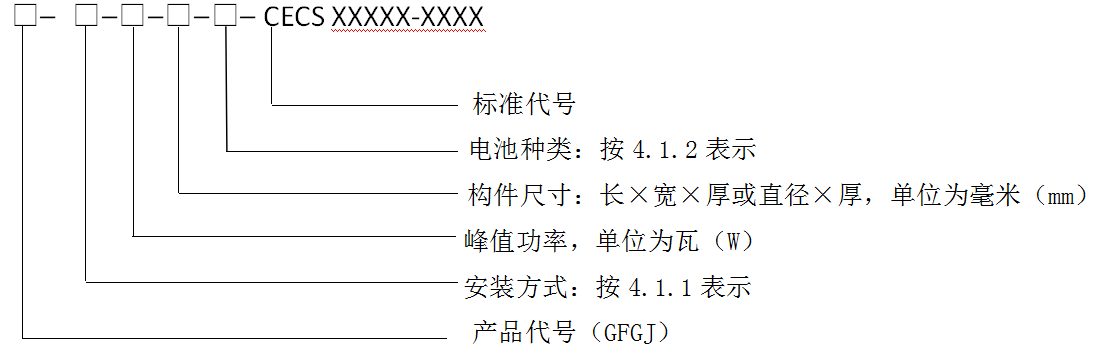 □- □-□-□-□- CECS XXXXX-XXXX
标准代号
电池种类：按4.1.2表示
构件尺寸：长×宽×厚或直径×厚，单位为毫米（mm）
峰值功率，单位为瓦（W）
安装方式：按4.1.1表示
产品代号（GFGJ）